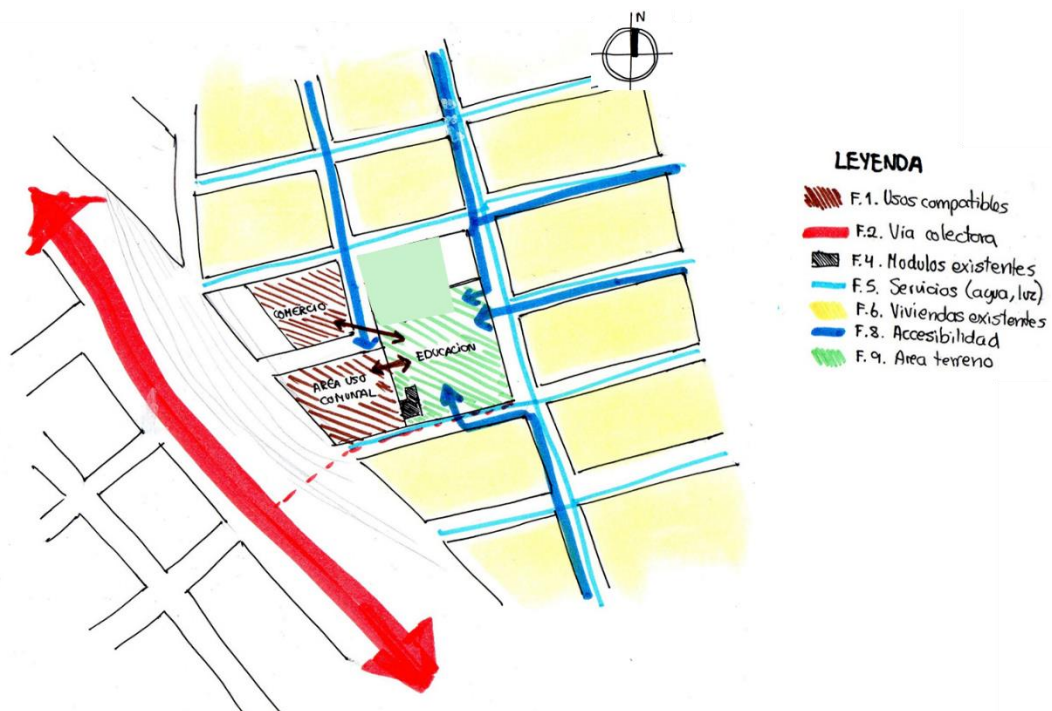 N
LEYENDA
F.1. Usos compatibles
F.2. Via colectora
F.4. Modulos existentes
F.5. Servicios (agua, luz)
F.6. Viviendas existentes
F.8. Accesibilidad
F.9. Area terreno
COMERCIO
EDUCACION
AREA USO
COMUNAL